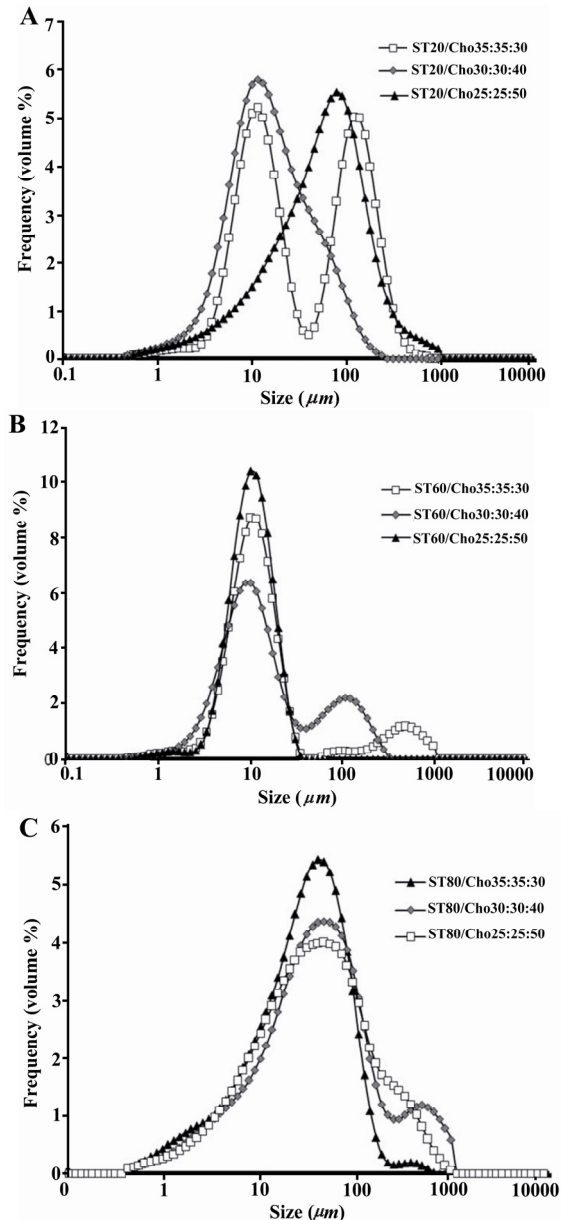 A
7
6
5
4
3
2
1
0
Frequency (volume %)
ST20/Cho35:35:30
ST20/Cho30:30:40
ST20/Cho25:25:50
0.1 1 10 100 1000 10000
Size (μm)
B
12
10
8
6
4
2
0
0
Frequency (volume %)
ST60/Cho35:35:30
ST60/Cho30:30:40
ST60/Cho25:25:50
0.1 1 10 100 1000 10000
Size (μm)
C
6
5
4
3
2
1
0
Frequency (volume %)
ST80/Cho35:35:30
ST80/Cho30:30:40
ST80/Cho25:25:50
0 1 10 100 1000 10000
Size (μm)